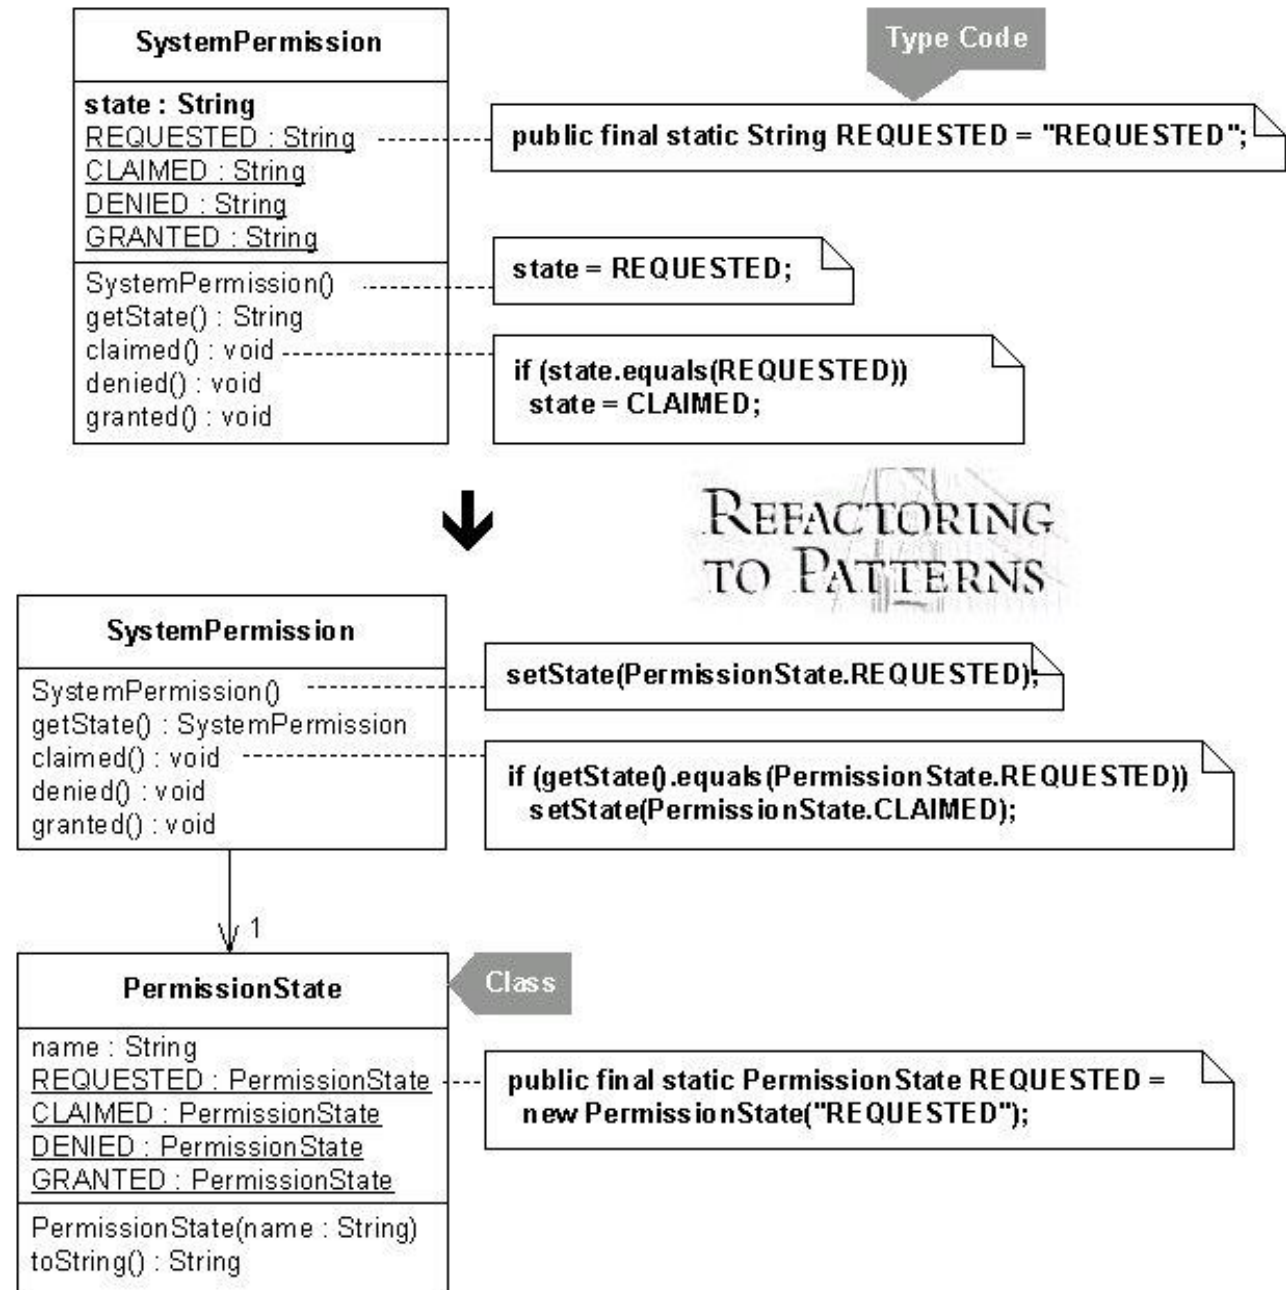 SystemPermission
Type Code
state : String
REQUESTED : String
CLAIMED : String
DENIED : String
GRANTED : String
public final static String REQUESTED = "REQUESTED";
SystemPermission()
getState() : String
claimed() : void
denied() : void
granted() : void
state = REQUESTED;
if (state.equals(REQUESTED))
state = CLAIMED;
REFACTORING
TO PATTERNS
SystemPermission
SystemPermission()
getState() : SystemPermission
claimed() : void
denied() : void
granted() : void
setState(PermissionState.REQUESTED);
if (getState().equals(PermissionState.REQUESTED))
setState(PermissionState.CLAIMED);
1
PermissionState
Class
name : String
REQUESTED : PermissionState
CLAIMED : PermissionState
DENIED : PermissionState
GRANTED : PermissionState
public final static PermissionState REQUESTED =
new PermissionState("REQUESTED");
PermissionState(name : String)
toString() : String